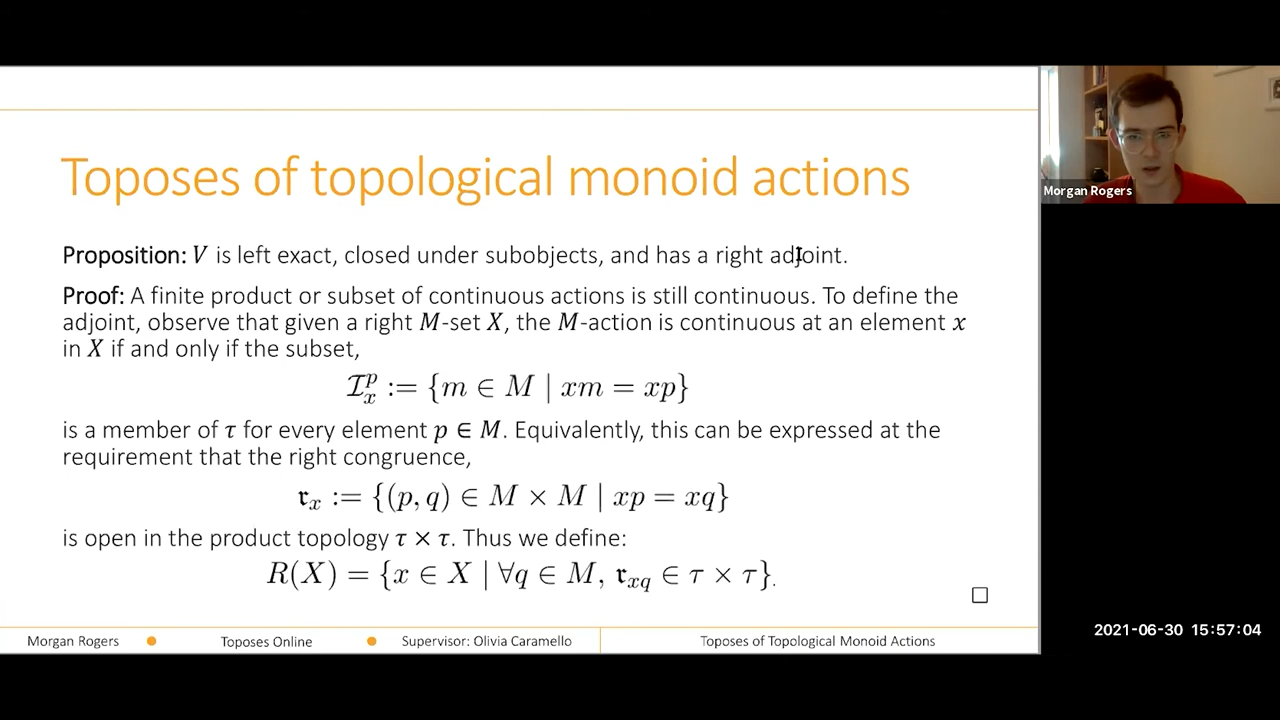 Toposes of topological monoid actions
Morgan Rogers
Proposition: V is left exact, closed under subobjects, and has a right adjoint.
Proof: A finite product or subset of continuous actions is still continuous. To define the
adjoint, observe that given a right M-set X, the M-action is continuous at an element x
in X if and only if the subset,
ℐₓᵖ := {m ∈ M | xm = xp}
is a member of τ for every element p ∈ M. Equivalently, this can be expressed at the
requirement that the right congruence,
𝔯ₓ := {(p, q) ∈ M × M | xp = xq}
is open in the product topology τ × τ. Thus we define:
R(X) = {x ∈ X | ∀q ∈ M, 𝔯_{xq} ∈ τ × τ}.
□
Morgan Rogers ● Toposes Online ● Supervisor: Olivia Caramello Toposes of Topological Monoid Actions
2021-06-30 15:57:04